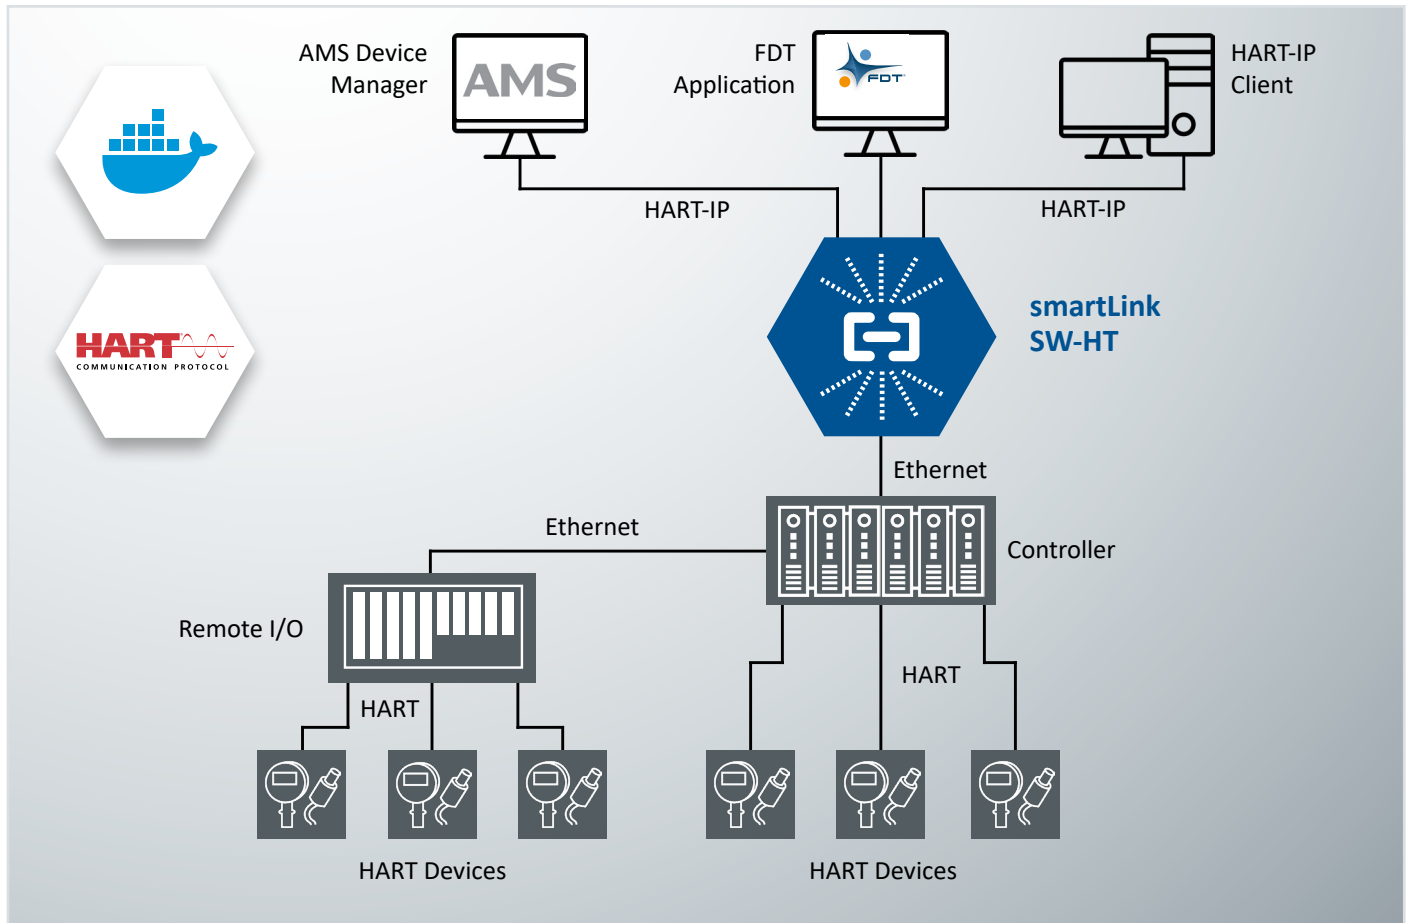 AMS Device
Manager
AMS
FDT
Application
FDT
HART-IP
Client
HART-IP
HART-IP
HART
COMMUNICATION PROTOCOL
smartLink
SW-HT
Ethernet
Ethernet
Controller
Remote I/O
HART
HART
HART Devices
HART Devices